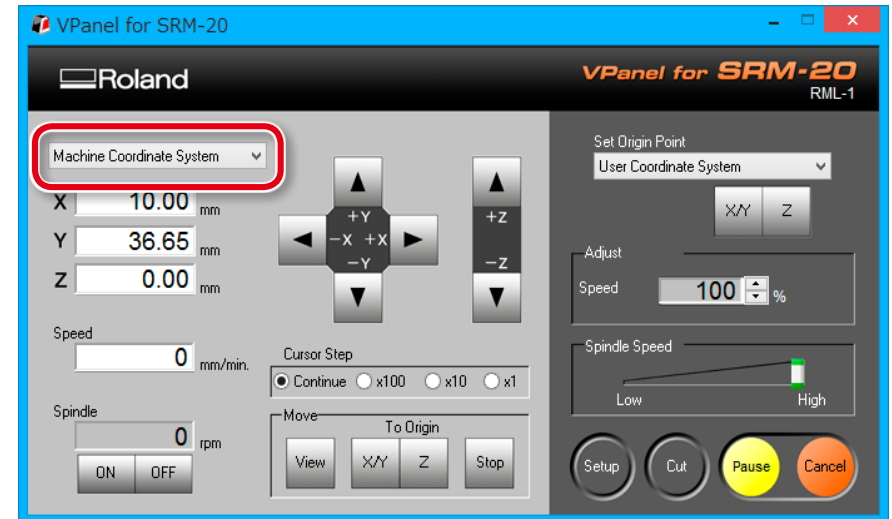 VPanel for SRM-20
Roland
VPanel for SRM-20
RML-1
Machine Coordinate System
X 10.00 mm
Y 36.65 mm
Z 0.00 mm
+Y
-X +X
-Y
+Z
-Z
Speed
0 mm/min.
Spindle
0 rpm
ON OFF
Cursor Step
Continue x100 x10 x1
Move
To Origin
View X/Y Z Stop
Set Origin Point
User Coordinate System
X/Y Z
Adjust
Speed 100 %
Spindle Speed
Low High
Setup Cut Pause Cancel